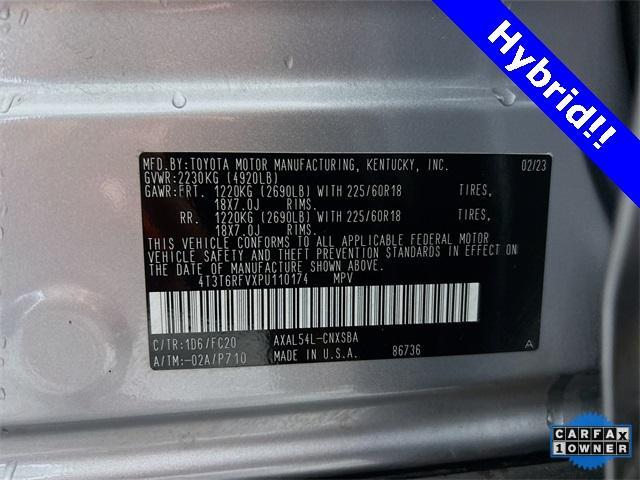 Hybrid!!
MFD.BY:TOYOTA MOTOR MANUFACTURING, KENTUCKY, INC. 02/23
GVWR:2230KG (4920LB)
GAWR:FRT. 1220KG (2690LB) WITH 225/60R18 TIRES,
18X7.0J RIMS.
RR. 1220KG (2690LB) WITH 225/60R18 TIRES,
18X7.0J RIMS.
THIS VEHICLE CONFORMS TO ALL APPLICABLE FEDERAL MOTOR
VEHICLE SAFETY AND THEFT PREVENTION STANDARDS IN EFFECT ON
THE DATE OF MANUFACTURE SHOWN ABOVE.
4T3T6RFVXPU110174 MPV
C/TR:1D6/FC20 AXAL54L-CNXSBA
A/TM:-02A/P710 MADE IN U.S.A. 86736 A
CARFAX
1 OWNER